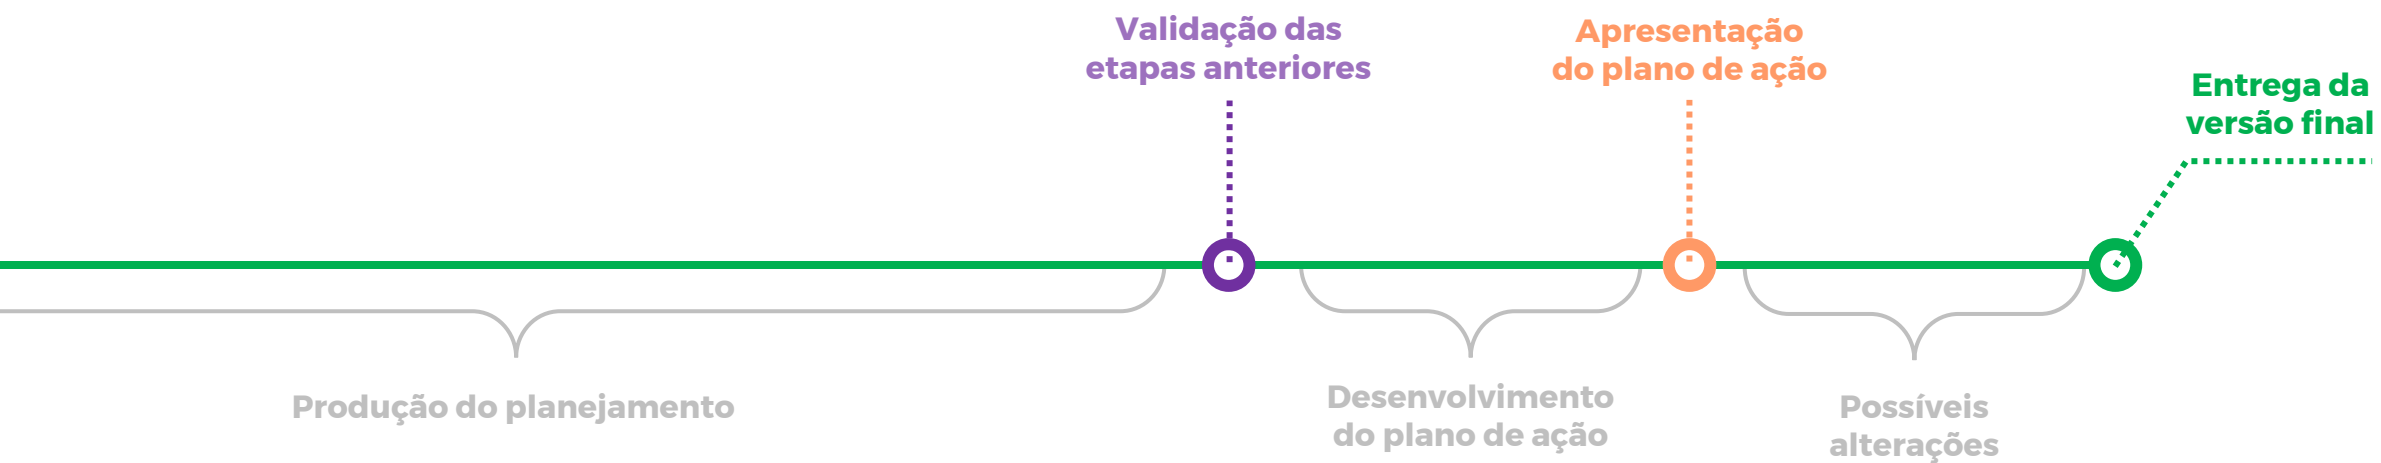 Validação das
etapas anteriores
Apresentação
do plano de ação
Entrega da
versão final
Produção do planejamento
Desenvolvimento
do plano de ação
Possíveis
alterações